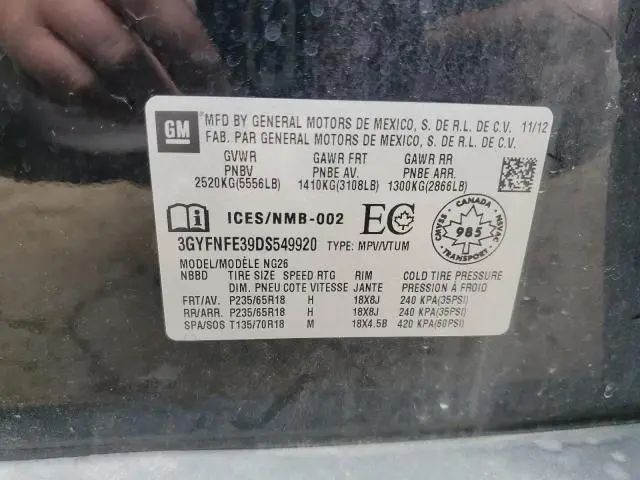 GM
MFD BY GENERAL MOTORS DE MEXICO, S. DE R.L. DE C.V. 11/12
FAB. PAR GENERAL MOTORS DE MEXICO, S. DE R.L. DE C.V.
GVWR GAWR FRT GAWR RR
PNBV PNBE AV. PNBE ARR.
2520KG(5556LB) 1410KG(3108LB) 1300KG(2866LB)
ICES/NMB-002 EC
CANADA
CMVSS NSVAC
985
TRANSPORT
3GYFNFE39DS549920 TYPE: MPV/VTUM
MODEL/MODÈLE NG26
NBBD TIRE SIZE SPEED RTG RIM COLD TIRE PRESSURE
DIM. PNEU COTE VITESSE JANTE PRESSION À FROID
FRT/AV. P235/65R18 H 18X8J 240 KPA(35PSI)
RR/ARR. P235/65R18 H 18X8J 240 KPA(35PSI)
SPA/SOS T135/70R18 M 18X4.5B 420 KPA(60PSI)